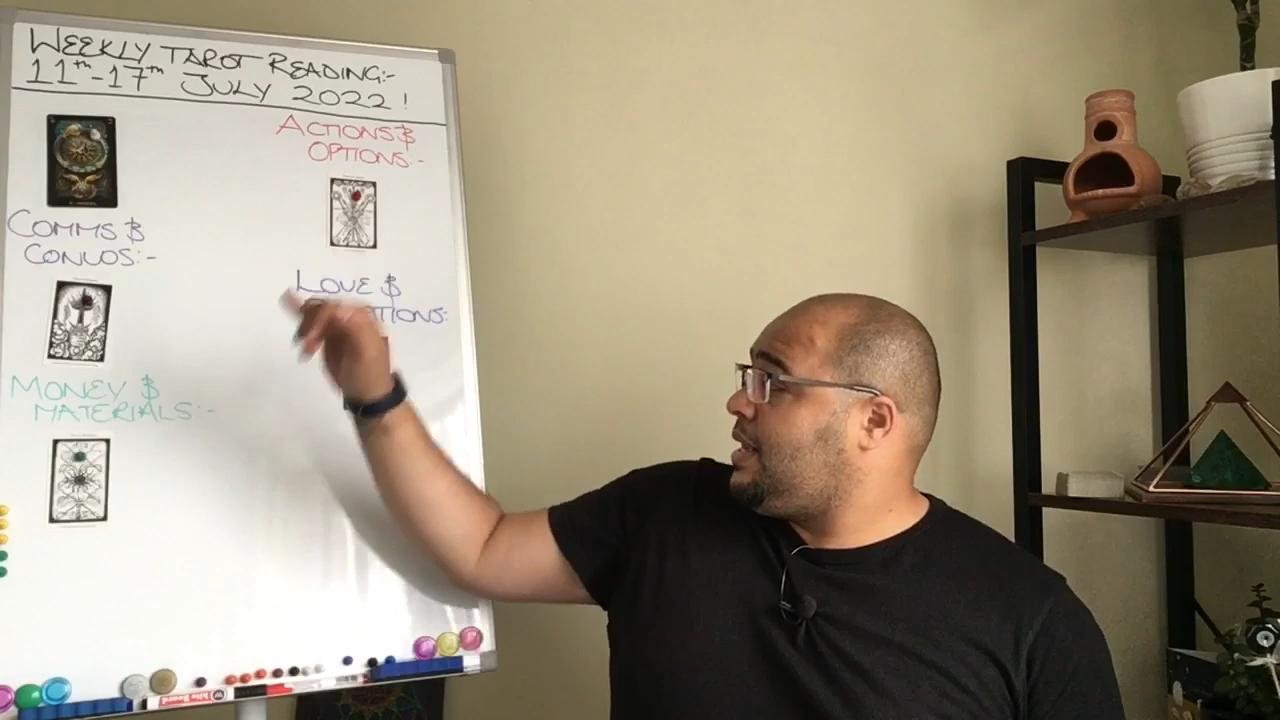 WEEKLY TAROT READING:-
11th-17th JULY 2022!
ACTIONS &
OPTIONS:-
COMMS &
CONVOS:-
LOVE &
MONEY &
MATERIALS:-